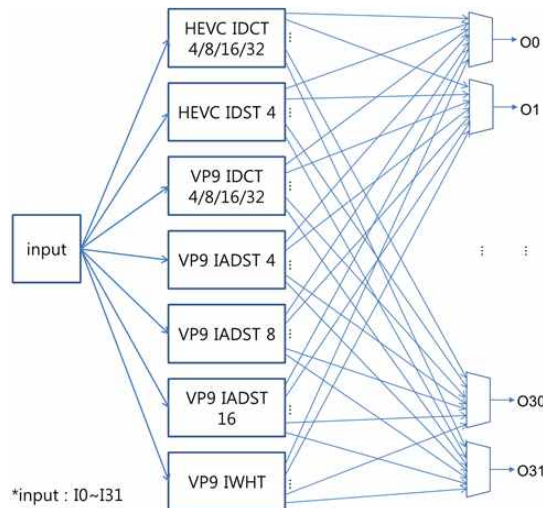 HEVC IDCT
4/8/16/32
HEVC IDST 4
VP9 IDCT
4/8/16/32
input
VP9 IADST 4
VP9 IADST 8
VP9 IADST
16
VP9 IWHT
*input : I0~I31
O0
O1
O30
O31